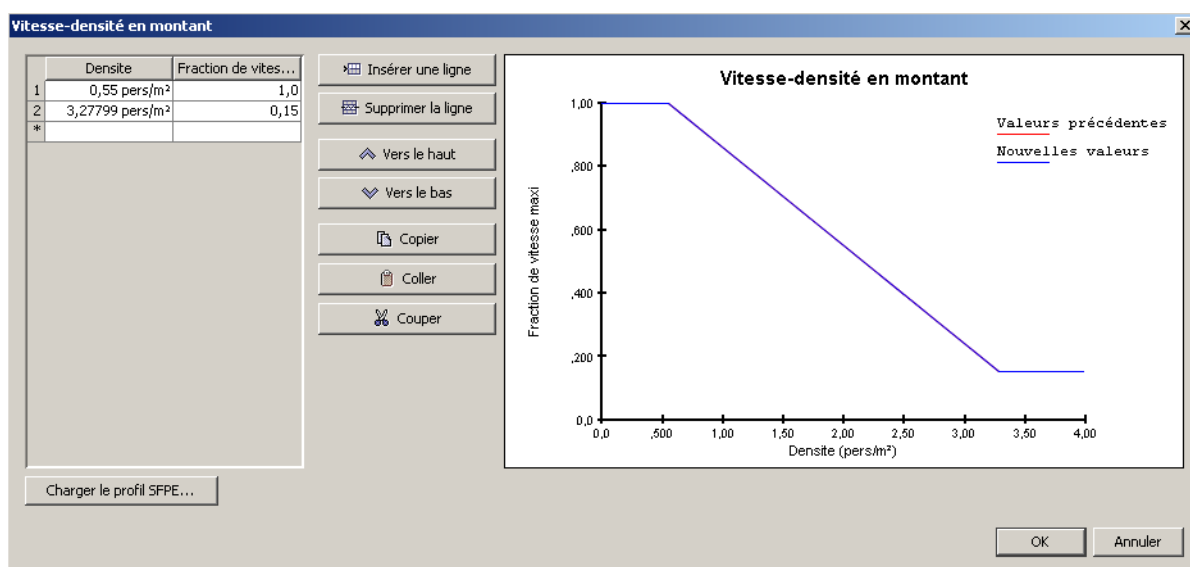 Vitesse-densité en montant
Densite Fraction de vites...
1 0,55 pers/m² 1,0
2 3,27799 pers/m² 0,15
*
Insérer une ligne
Supprimer la ligne
Vers le haut
Vers le bas
Copier
Coller
Couper
Vitesse-densité en montant
Valeurs précédentes
Nouvelles valeurs
Fraction de vitesse maxi
1,00
,800
,600
,400
,200
0,0
0,0 ,500 1,00 1,50 2,00 2,50 3,00 3,50 4,00
Densite (pers/m²)
Charger le profil SFPE...
OK Annuler